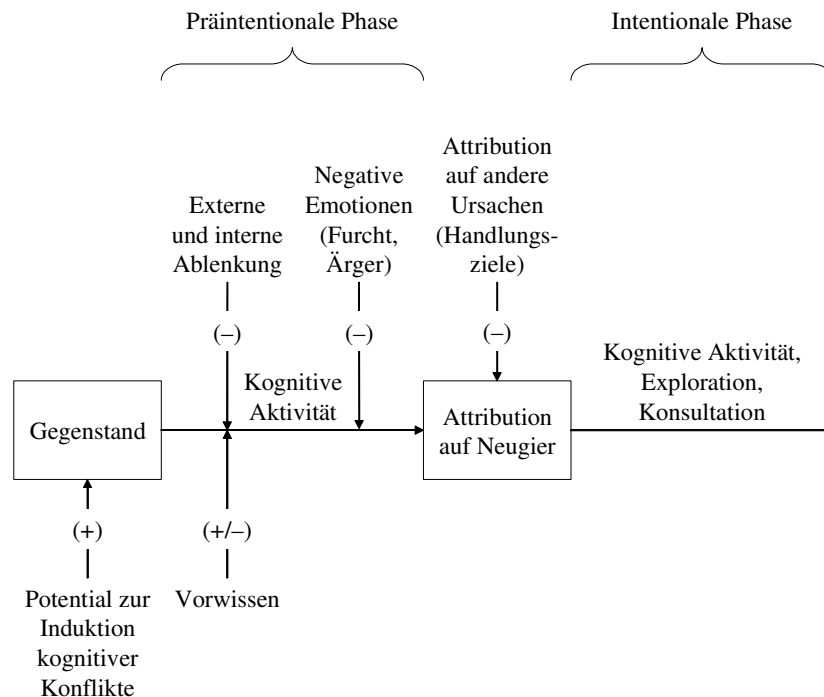 Präintentionale Phase
Intentionale Phase
Externe
und interne
Ablenkung
Negative
Emotionen
(Furcht,
Ärger)
Attribution
auf andere
Ursachen
(Handlungs-
ziele)
(–)
(–)
(–)
Gegenstand
Kognitive
Aktivität
Attribution
auf Neugier
Kognitive Aktivität,
Exploration,
Konsultation
(+)
(+/–)
Potential zur
Induktion
kognitiver
Konflikte
Vorwissen